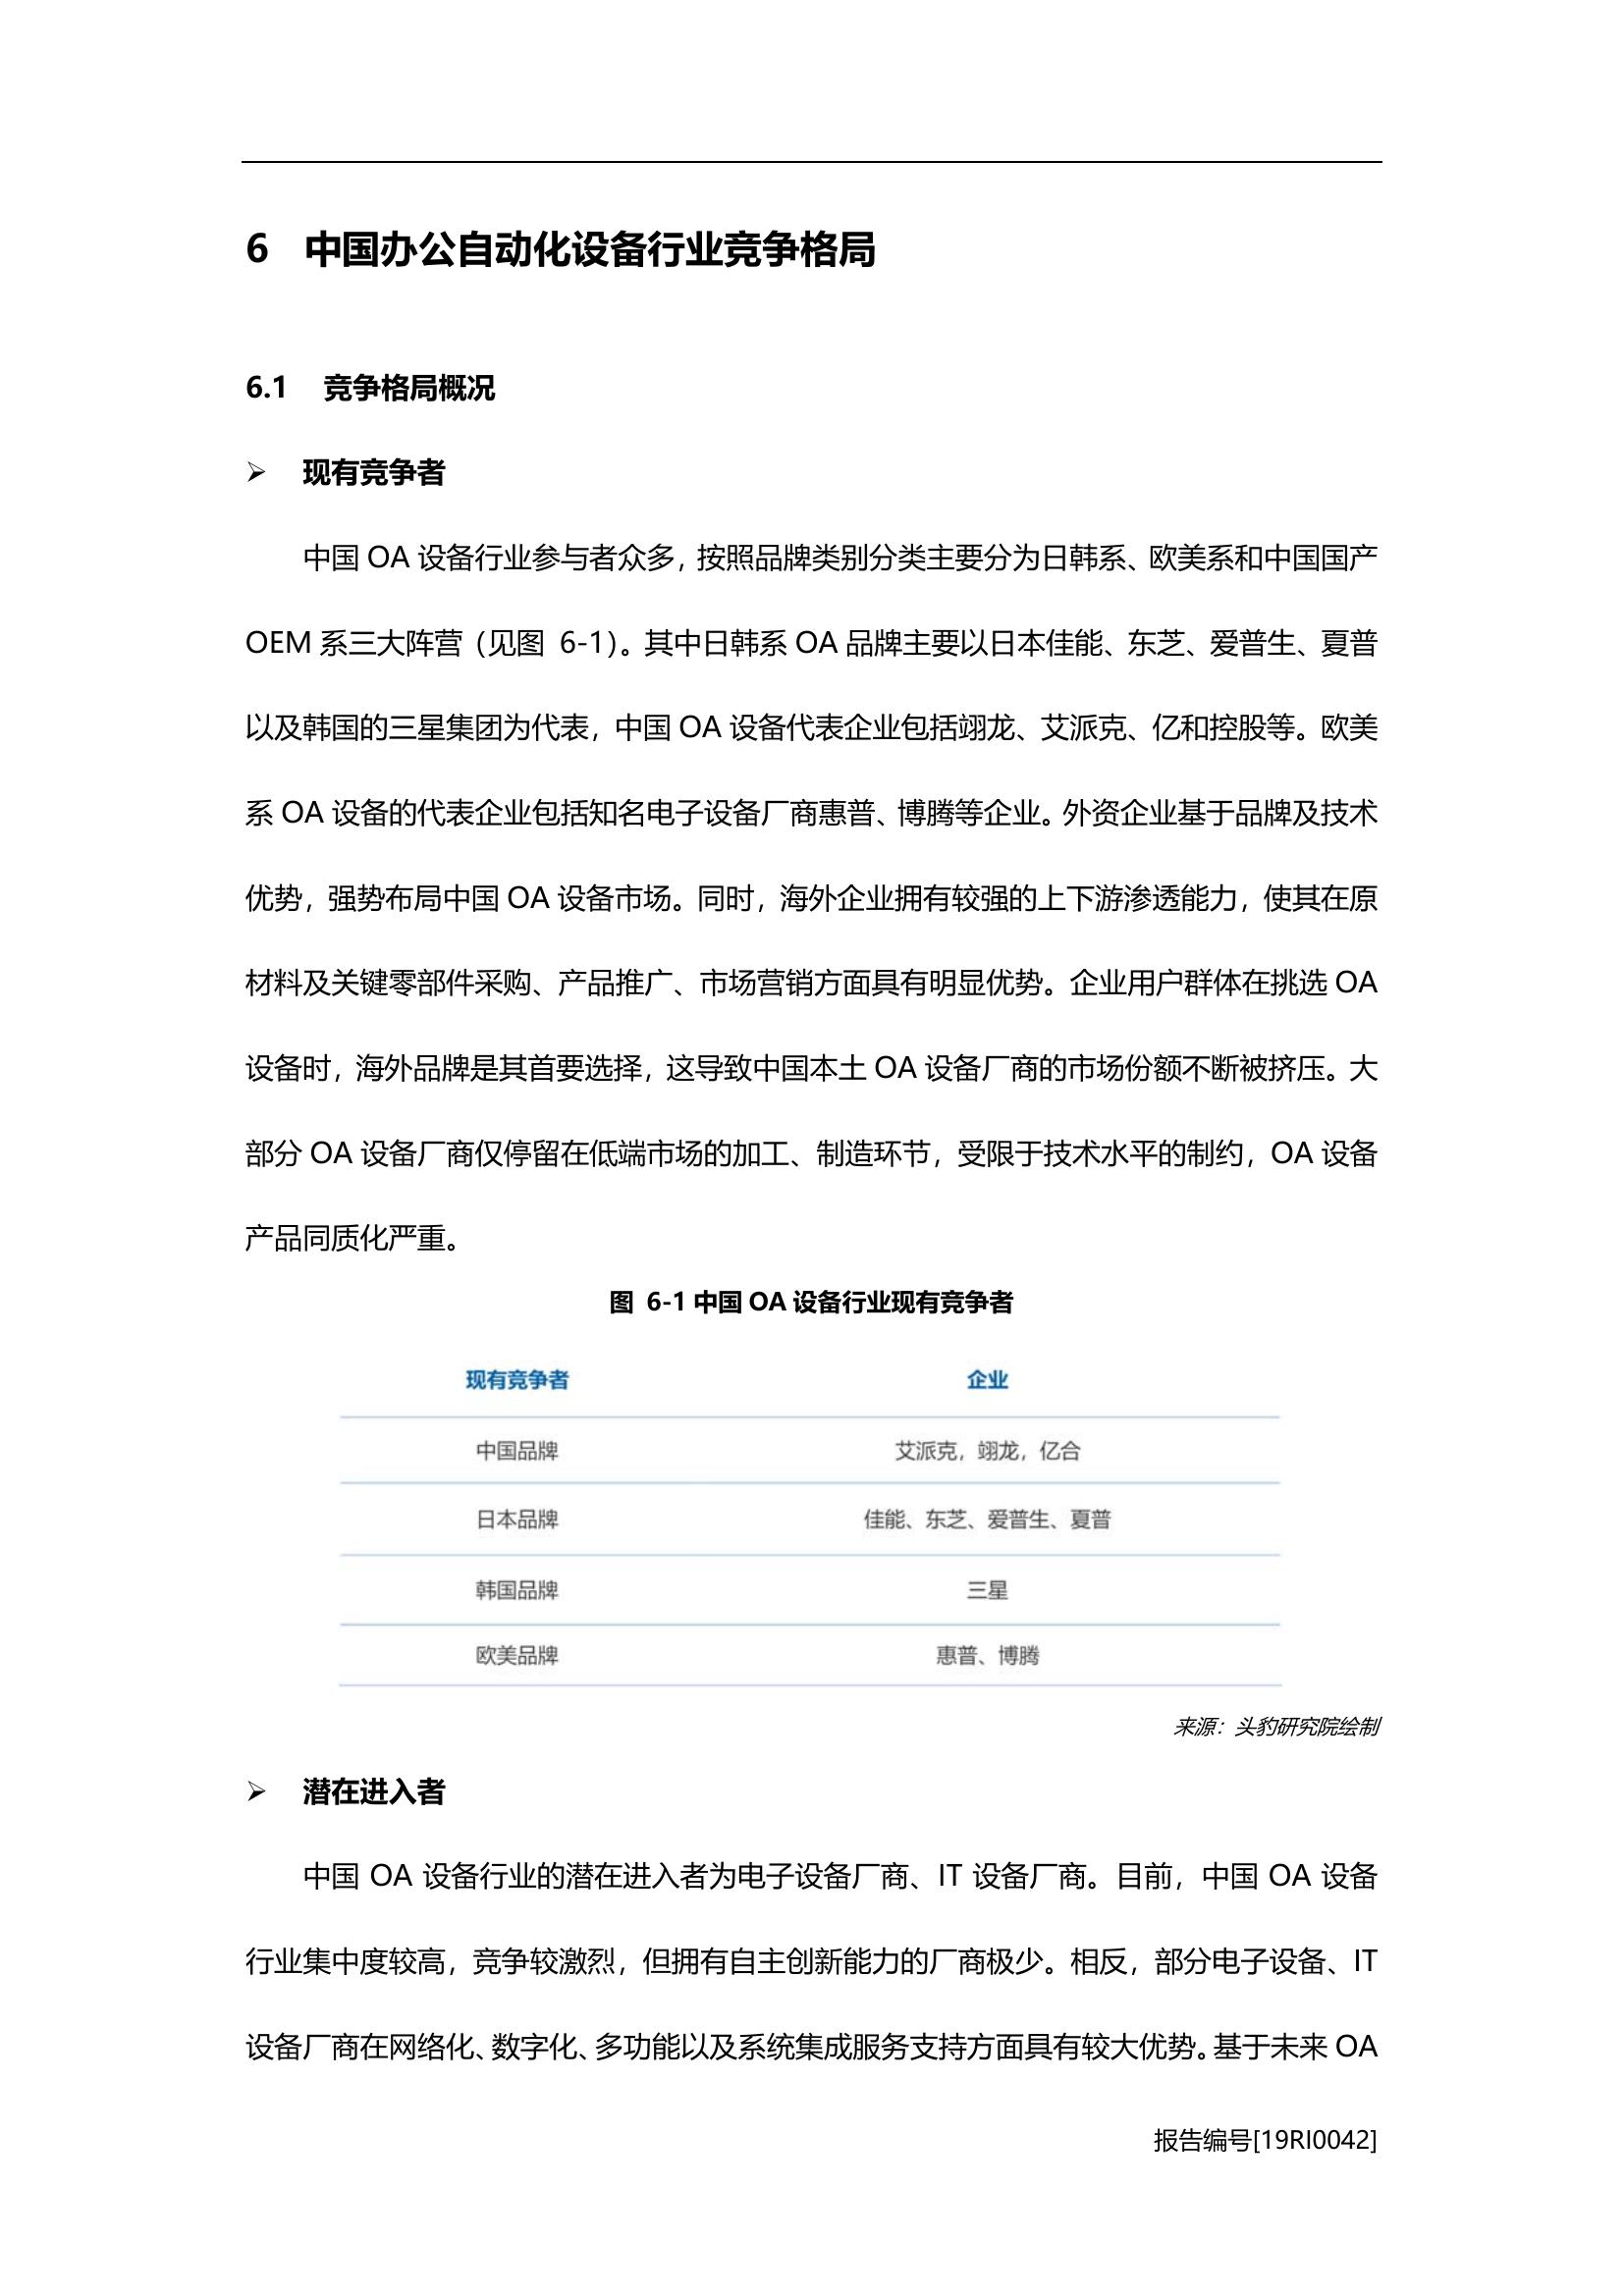 6 中国办公自动化设备行业竞争格局
6.1 竞争格局概况
➢ 现有竞争者
中国 OA 设备行业参与者众多，按照品牌类别分类主要分为日韩系、欧美系和中国国产
OEM 系三大阵营（见图 6-1）。其中日韩系 OA 品牌主要以日本佳能、东芝、爱普生、夏普
以及韩国的三星集团为代表，中国 OA 设备代表企业包括翊龙、艾派克、亿和控股等。欧美
系 OA 设备的代表企业包括知名电子设备厂商惠普、博腾等企业。外资企业基于品牌及技术
优势，强势布局中国 OA 设备市场。同时，海外企业拥有较强的上下游渗透能力，使其在原
材料及关键零部件采购、产品推广、市场营销方面具有明显优势。企业用户群体在挑选 OA
设备时，海外品牌是其首要选择，这导致中国本土 OA 设备厂商的市场份额不断被挤压。大
部分 OA 设备厂商仅停留在低端市场的加工、制造环节，受限于技术水平的制约，OA 设备
产品同质化严重。
图 6-1 中国 OA 设备行业现有竞争者
现有竞争者 企业
中国品牌 艾派克，翊龙，亿合
日本品牌 佳能、东芝、爱普生、夏普
韩国品牌 三星
欧美品牌 惠普、博腾
来源：头豹研究院绘制
➢ 潜在进入者
中国 OA 设备行业的潜在进入者为电子设备厂商、IT 设备厂商。目前，中国 OA 设备
行业集中度较高，竞争较激烈，但拥有自主创新能力的厂商极少。相反，部分电子设备、IT
设备厂商在网络化、数字化、多功能以及系统集成服务支持方面具有较大优势。基于未来 OA
报告编号[19RI0042]